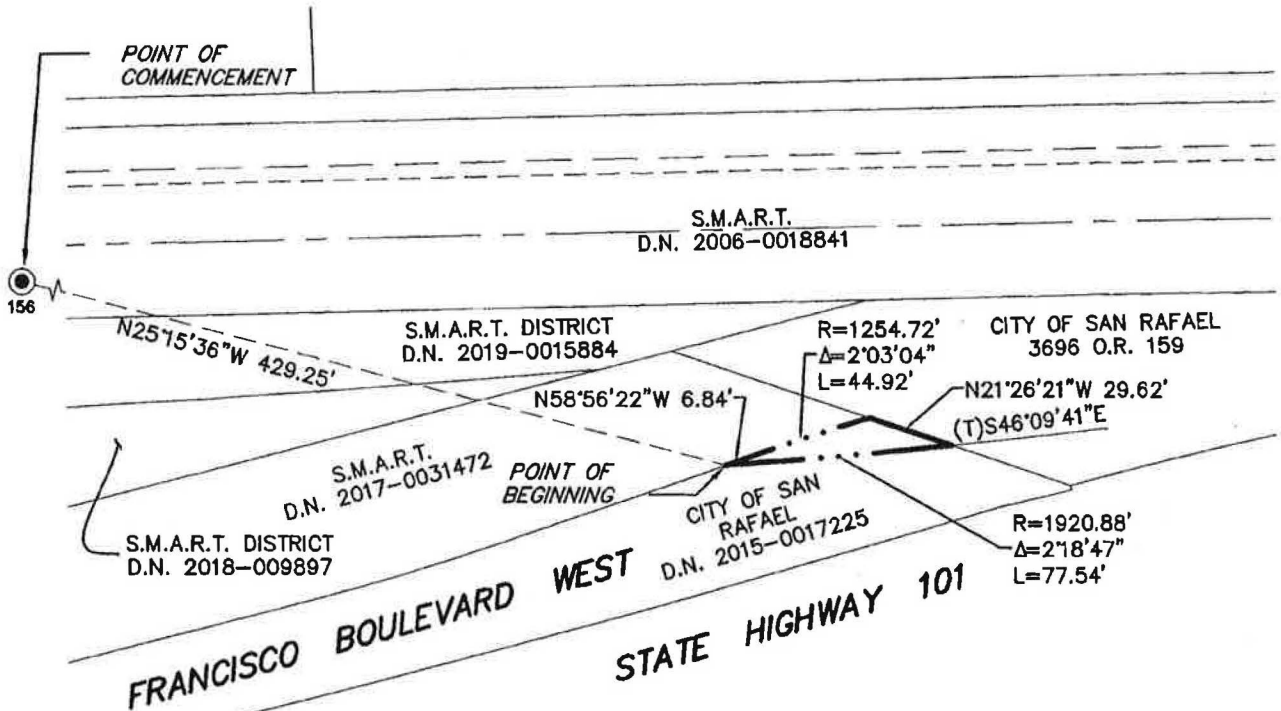 POINT OF
COMMENCEMENT
S.M.A.R.T.
D.N. 2006-0018841
156
N25°15'36"W 429.25'
S.M.A.R.T. DISTRICT
D.N. 2019-0015884
R=1254.72'
Δ=2°03'04"
L=44.92'
CITY OF SAN RAFAEL
3696 O.R. 159
N58°56'22"W 6.84'
N21°26'21"W 29.62'
(T)S46°09'41"E
S.M.A.R.T.
D.N. 2017-0031472
POINT OF
BEGINNING
CITY OF SAN
RAFAEL
D.N. 2015-0017225
S.M.A.R.T. DISTRICT
D.N. 2018-009897
R=1920.88'
Δ=2°18'47"
L=77.54'
FRANCISCO BOULEVARD WEST
STATE HIGHWAY 101